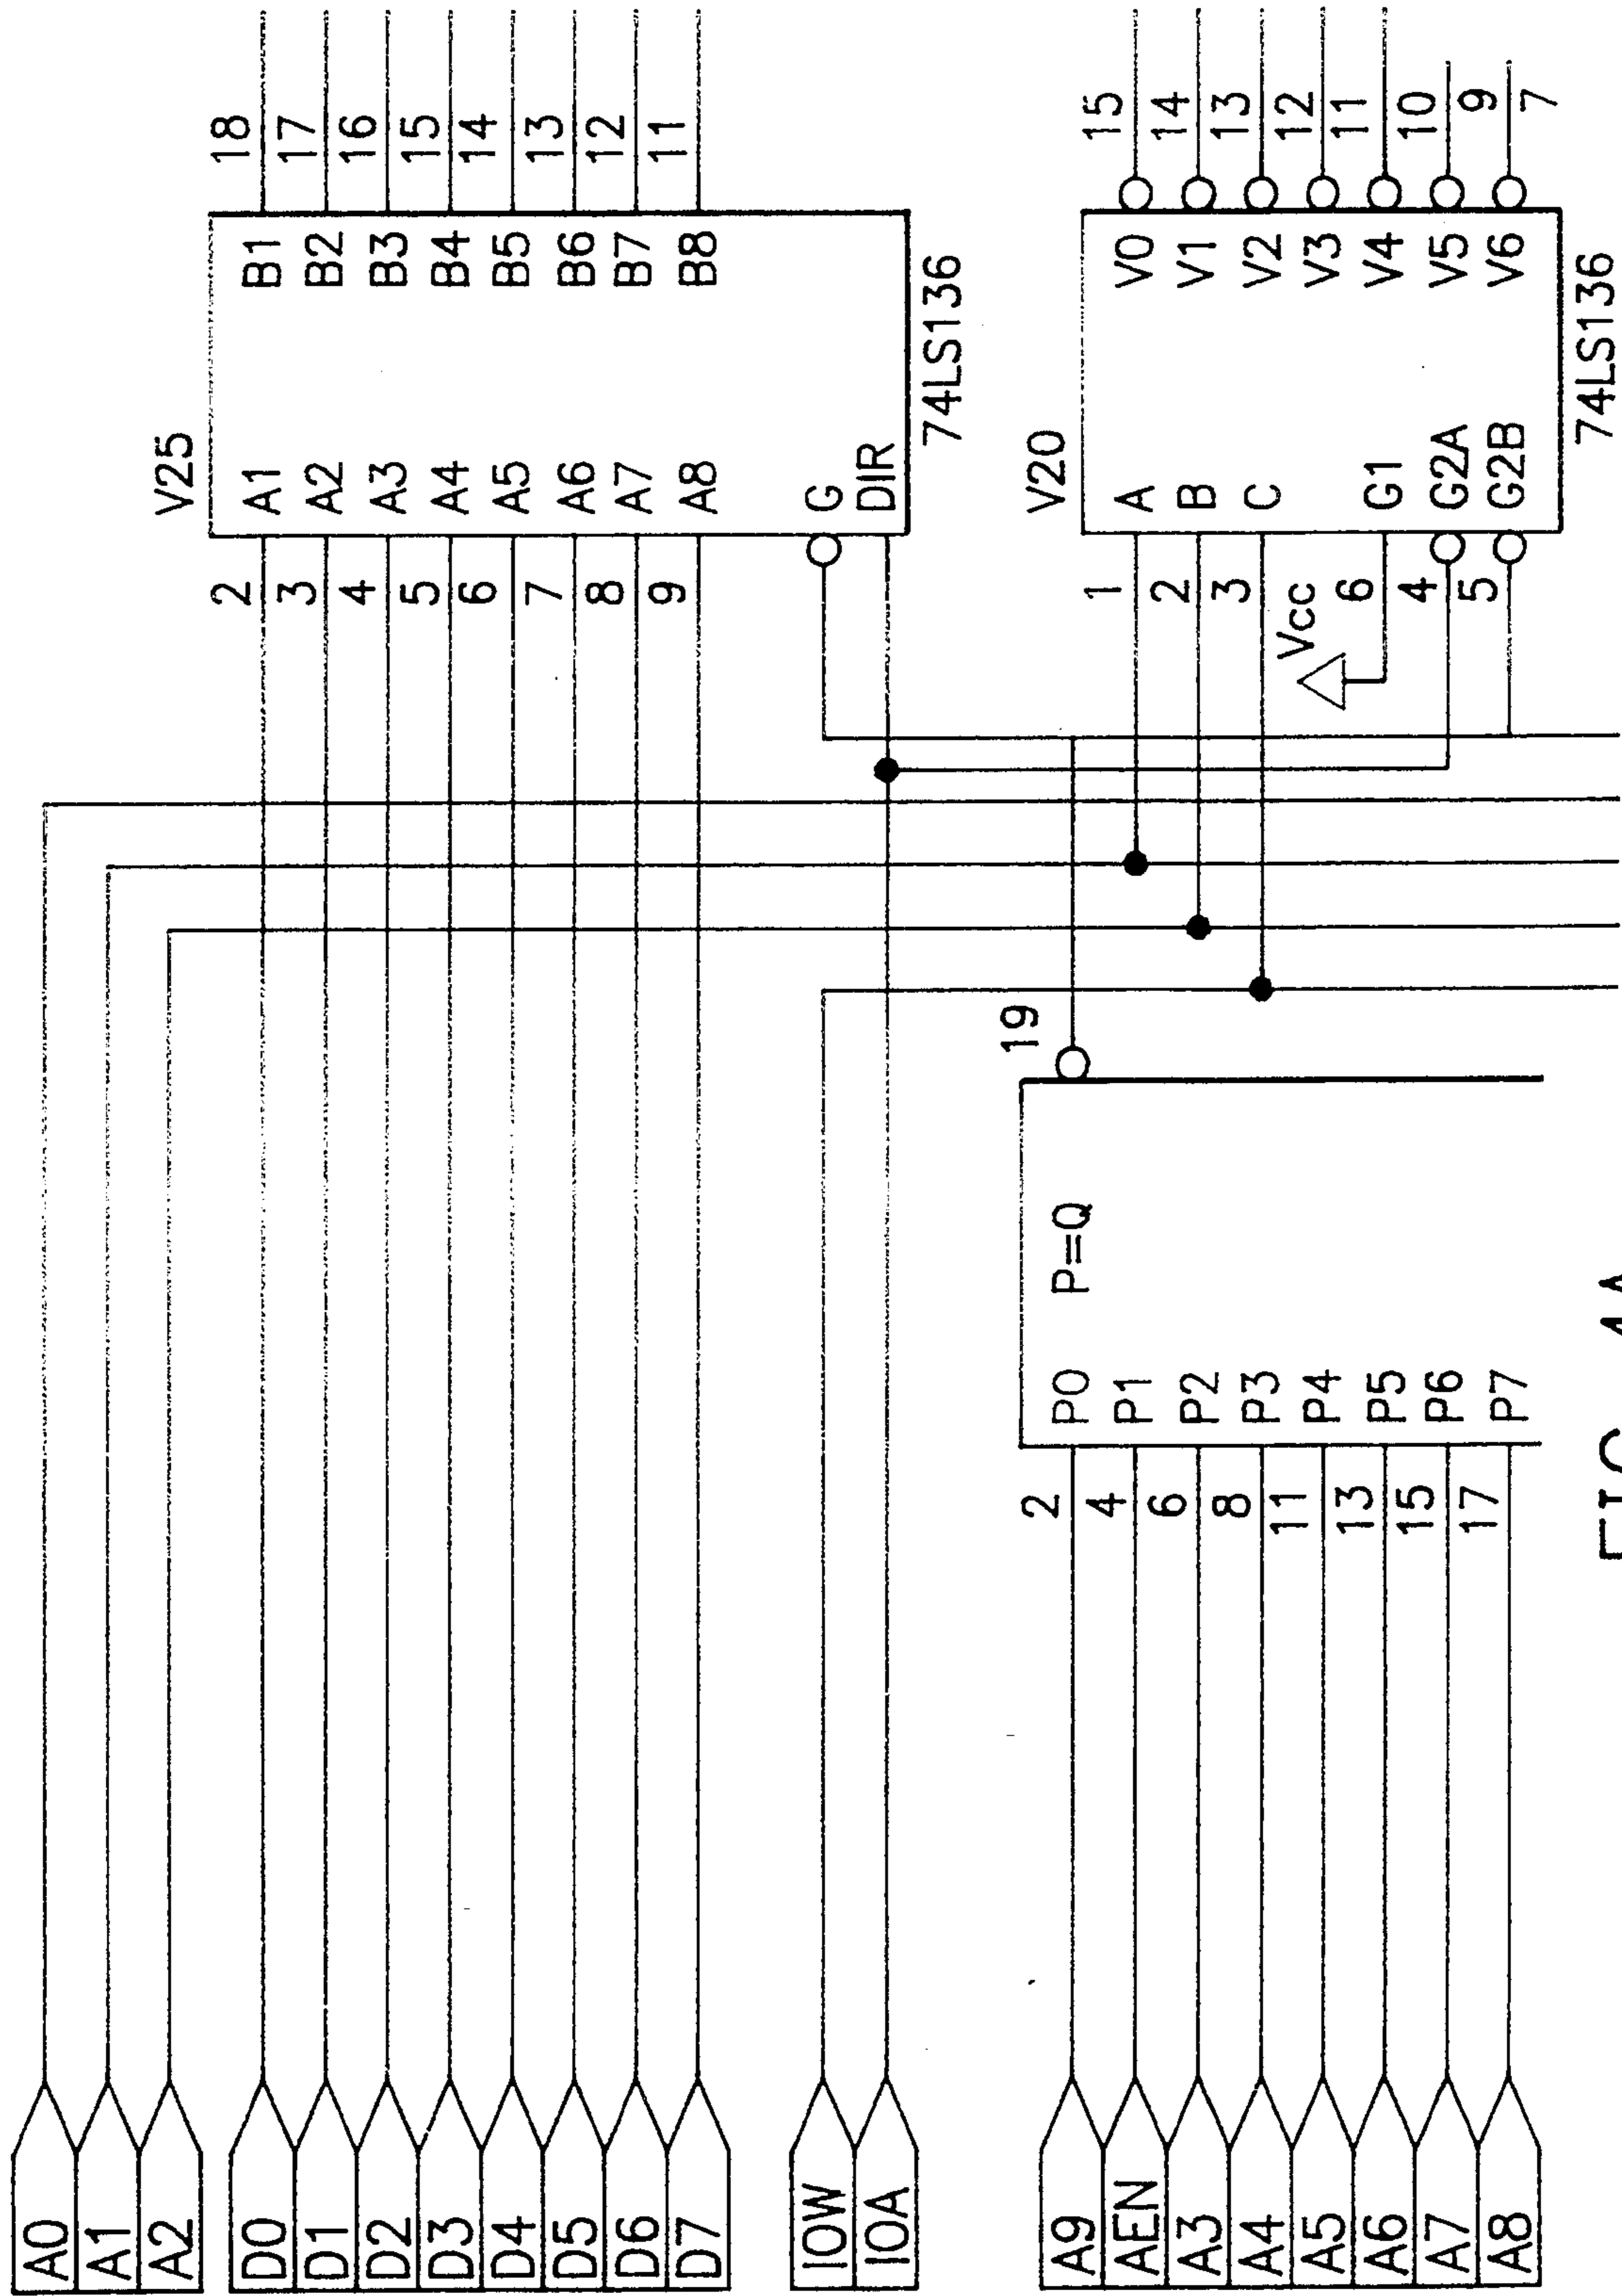 A0
A1
A2
D0
D1
D2
D3
D4
D5
D6
D7
IOW
IOA
A9
AEN
A3
A4
A5
A6
A7
A8
V25
2 A1 B1 18
3 A2 B2 17
4 A3 B3 16
5 A4 B4 15
6 A5 B5 14
7 A6 B6 13
8 A7 B7 12
9 A8 B8 11
G
DIR
74LS136
V20
1 A V0 15
2 B V1 14
3 C V2 13
Vcc
V3 12
6 G1 V4 11
4 G2A V5 10
5 G2B V6 9
7
74LS136
2 P0 P=Q 19
4 P1
6 P2
8 P3
11 P4
13 P5
15 P6
17 P7